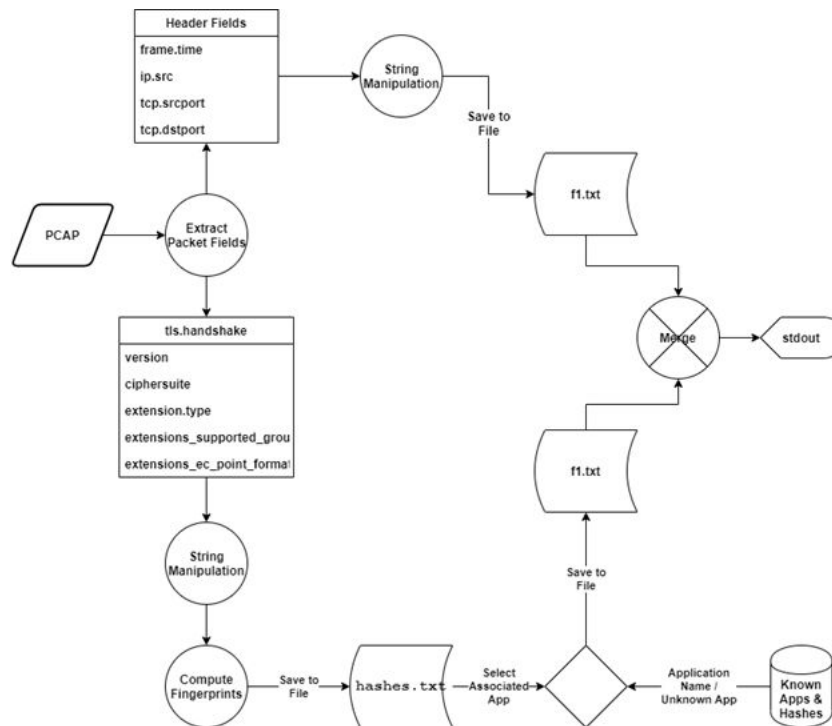 Header Fields
frame.time
ip.src
tcp.srcport
tcp.dstport
String
Manipulation
Save to
File
f1.txt
PCAP
Extract
Packet Fields
tls.handshake
version
ciphersuite
extension.type
extensions_supported_grou
extensions_ec_point_format
Merge
stdout
f1.txt
String
Manipulation
Save to
File
Compute
Fingerprints
Save to
File
hashes.txt
Select
Associated
App
Application
Name /
Unknown App
Known
Apps &
Hashes